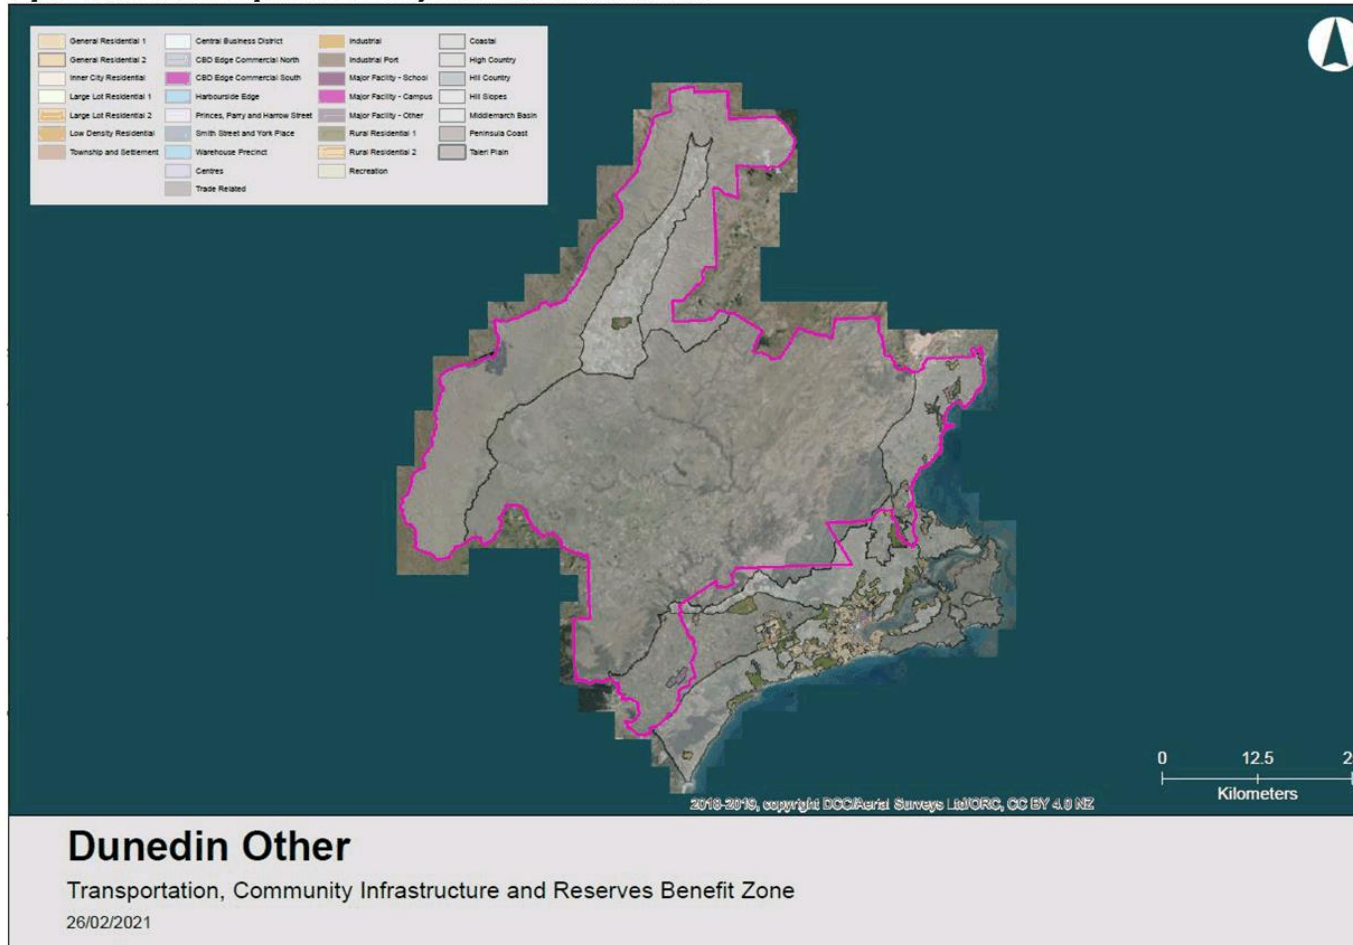 General Residential 1
General Residential 2
Inner City Residential
Large Lot Residential 1
Large Lot Residential 2
Low Density Residential
Township and Settlement
Central Business District
CBD Edge Commercial North
CBD Edge Commercial South
Harbourside Edge
Princes, Parry and Harrow Street
Smith Street and York Place
Warehouse Precinct
Centres
Trade Related
Industrial
Industrial Port
Major Facility - School
Major Facility - Campus
Major Facility - Other
Rural Residential 1
Rural Residential 2
Recreation
Coastal
High Country
Hill Country
Hill Slopes
Middlemarch Basin
Peninsula Coast
Taieri Plain
0 12.5 2
Kilometers
2018-2019, copyright DCC/Aerial Surveys Ltd/ORC, CC BY 4.0 NZ
Dunedin Other
Transportation, Community Infrastructure and Reserves Benefit Zone
26/02/2021